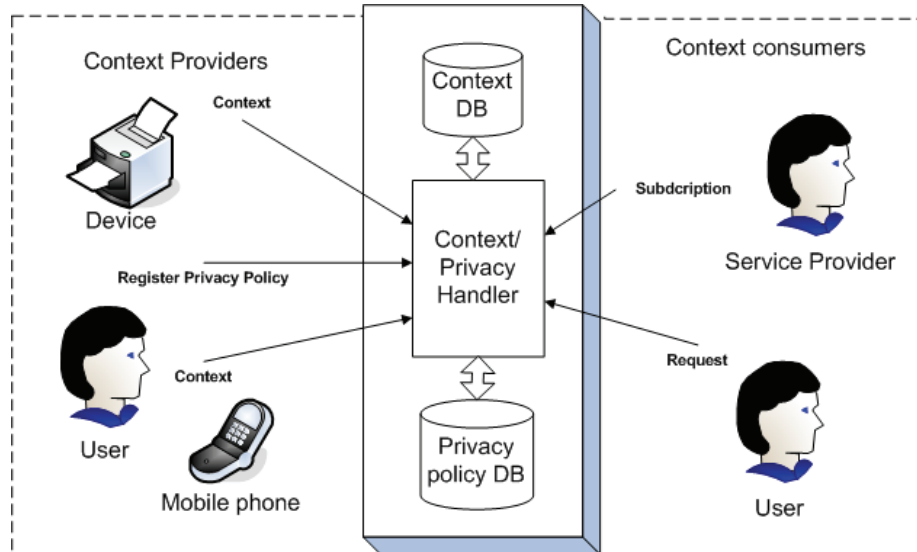 Context Providers
Context
Device
Register Privacy Policy
Context
User
Mobile phone
Context
DB
Context/
Privacy
Handler
Privacy
policy DB
Context consumers
Subdcription
Service Provider
Request
User